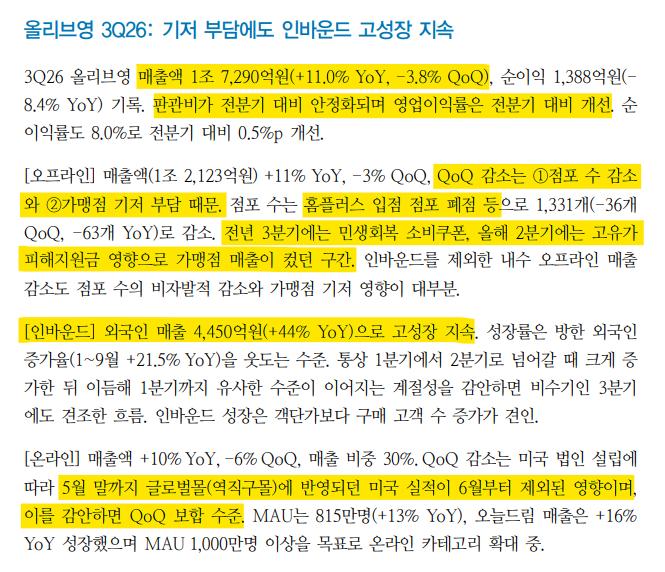 올리브영 3Q26: 기저 부담에도 인바운드 고성장 지속
3Q26 올리브영 매출액 1조 7,290억원(+11.0% YoY, -3.8% QoQ), 순이익 1,388억원(-
8.4% YoY) 기록. 판관비가 전분기 대비 안정화되며 영업이익률은 전분기 대비 개선. 순
이익률도 8.0%로 전분기 대비 0.5%p 개선.
[오프라인] 매출액(1조 2,123억원) +11% YoY, -3% QoQ, QoQ 감소는 ①점포 수 감소
와 ②가맹점 기저 부담 때문. 점포 수는 홈플러스 입점 점포 폐점 등으로 1,331개(-36개
QoQ, -63개 YoY)로 감소, 전년 3분기에는 민생회복 소비쿠폰, 올해 2분기에는 고유가
피해지원금 영향으로 가맹점 매출이 컸던 구간. 인바운드를 제외한 내수 오프라인 매출
감소도 점포 수의 비자발적 감소와 가맹점 기저 영향이 대부분.
[인바운드] 외국인 매출 4,450억원(+44% YoY)으로 고성장 지속. 성장률은 방한 외국인
증가율(1~9월 +21.5% YoY)을 웃도는 수준. 통상 1분기에서 2분기로 넘어갈 때 크게 증
가한 뒤 이듬해 1분기까지 유사한 수준이 이어지는 계절성을 감안하면 비수기인 3분기
에도 견조한 흐름. 인바운드 성장은 객단가보다 구매 고객 수 증가가 견인.
[온라인] 매출액 +10% YoY, -6% QoQ, 매출 비중 30%. QoQ 감소는 미국 법인 설립에
따라 5월 말까지 글로벌몰(역직구몰)에 반영되던 미국 실적이 6월부터 제외된 영향이며,
이를 감안하면 QoQ 보합 수준. MAU는 815만명(+13% YoY), 오늘드림 매출은 +16%
YoY 성장했으며 MAU 1,000만명 이상을 목표로 온라인 카테고리 확대 중.